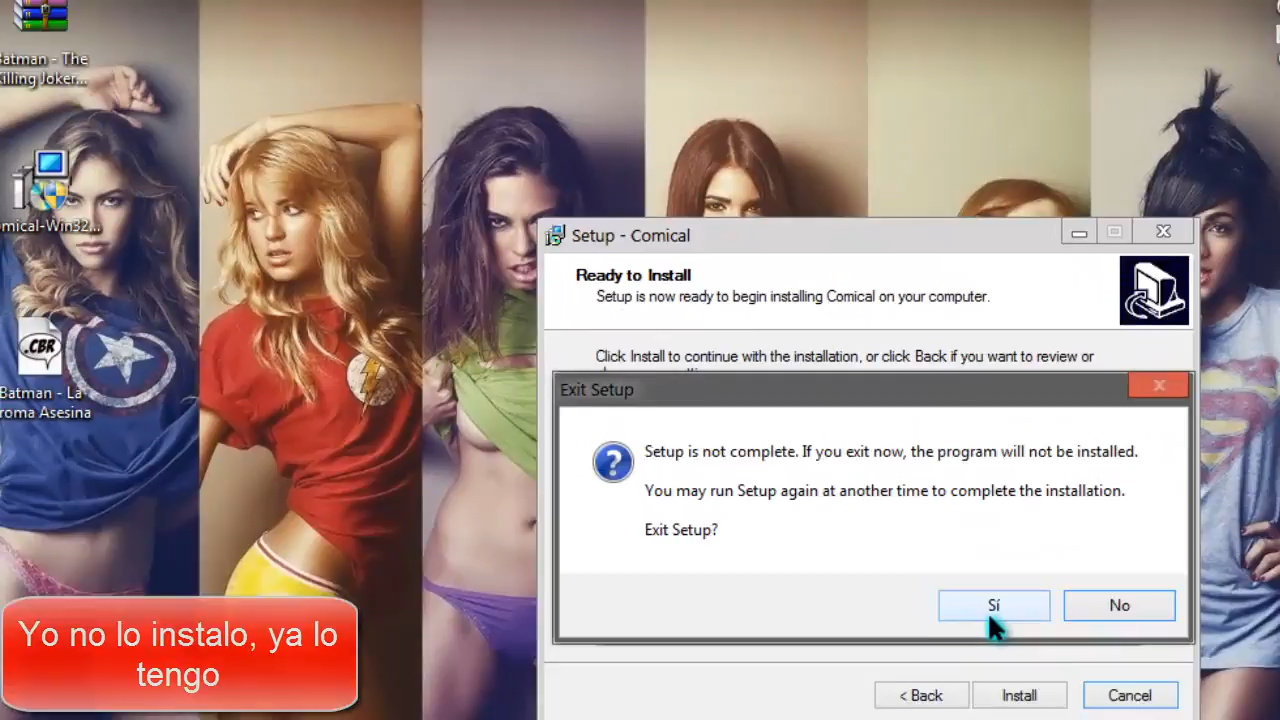 Batman - The
Killing Joker...
omical-Win32...
.CBR
Batman - La
roma Asesina
Setup - Comical
Ready to Install
Setup is now ready to begin installing Comical on your computer.
Click Install to continue with the installation, or click Back if you want to review or
Exit Setup
Setup is not complete. If you exit now, the program will not be installed.
You may run Setup again at another time to complete the installation.
Exit Setup?
Sí
No
< Back
Install
Cancel
Yo no lo instalo, ya lo
tengo